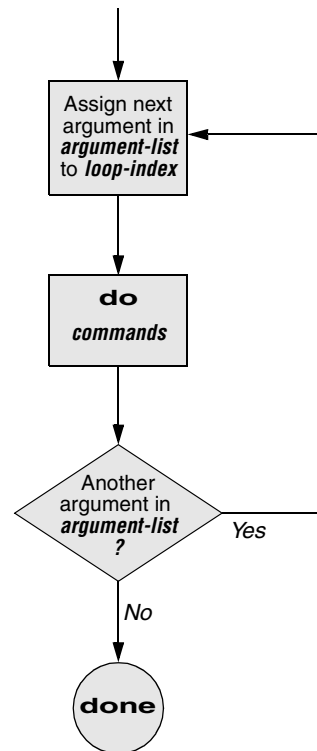 Assign next
argument in
argument-list
to loop-index
do
commands
Another
argument in
argument-list
?
Yes
No
done